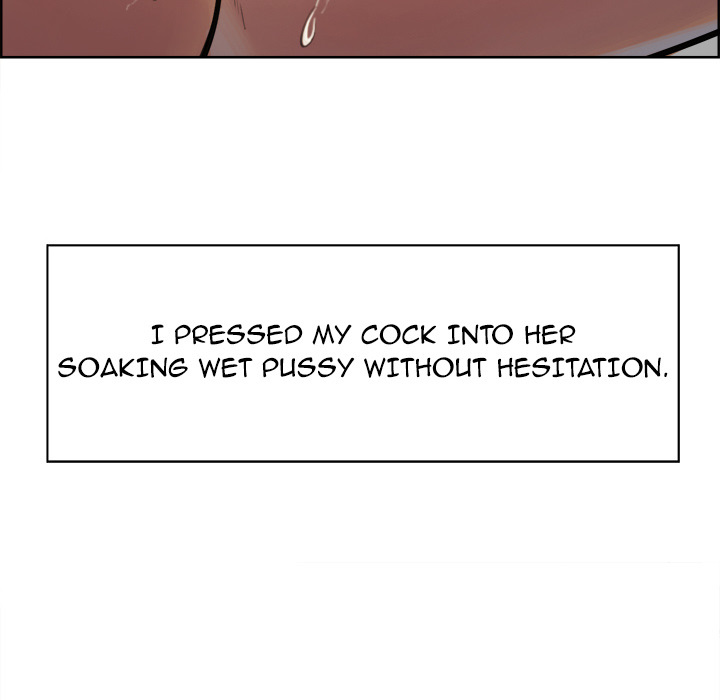 I PRESSED MY COCK INTO HER
SOAKING WET PUSSY WITHOUT HESITATION.